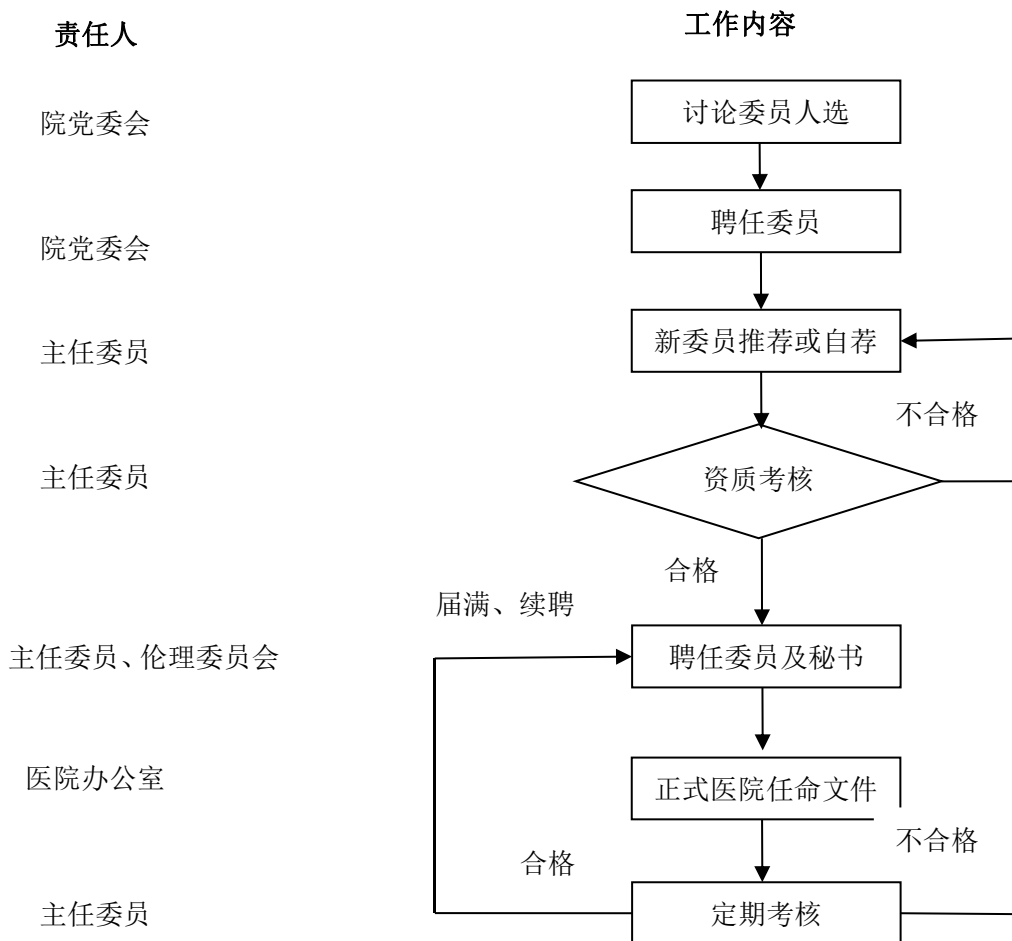 责任人
工作内容
院党委会
讨论委员人选
院党委会
聘任委员
主任委员
新委员推荐或自荐
不合格
主任委员
资质考核
合格
届满、续聘
主任委员、伦理委员会
聘任委员及秘书
医院办公室
正式医院任命文件
不合格
合格
主任委员
定期考核